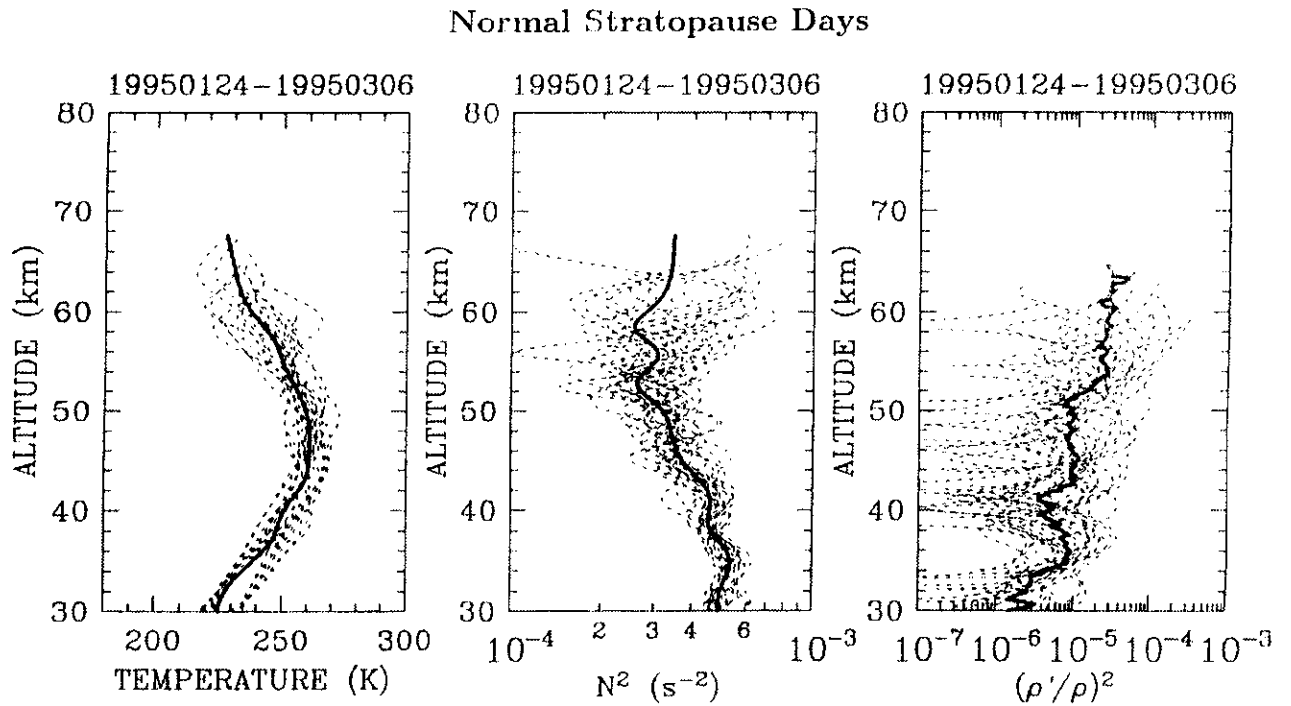 Normal Stratopause Days
19950124-19950306 19950124-19950306 19950124-19950306
80 80 80
70 70 70
60 60 60
50 50 50
40 40 40
30 30 30
ALTITUDE (km) ALTITUDE (km) ALTITUDE (km)
200 250 300 10⁻⁴ 2 3 4 6 10⁻³ 10⁻⁷ 10⁻⁶ 10⁻⁵ 10⁻⁴ 10⁻³
TEMPERATURE (K) N² (s⁻²) (ρ'/ρ)²